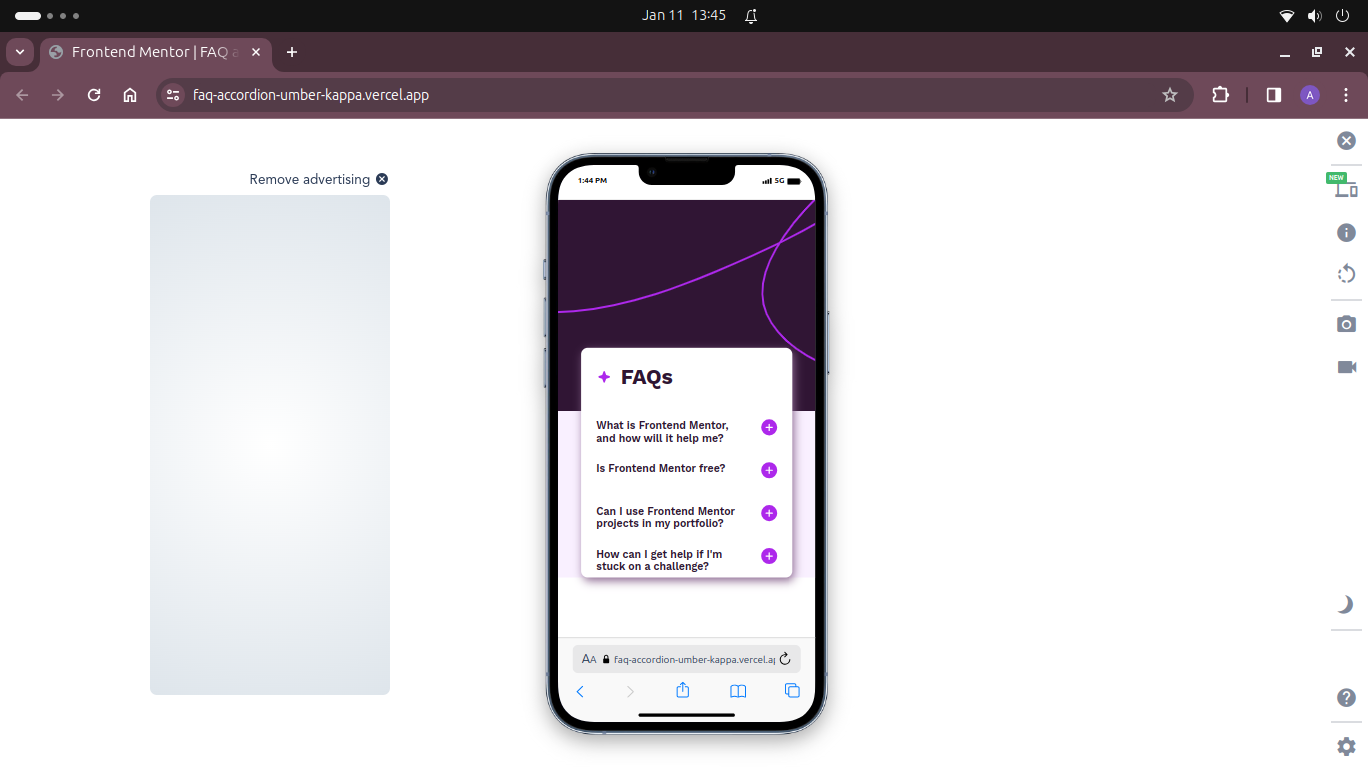 Jan 11 13:45
Frontend Mentor | FAQ a
faq-accordion-umber-kappa.vercel.app
A
Remove advertising
NEW
1:44 PM
5G
FAQs
What is Frontend Mentor,
and how will it help me?
Is Frontend Mentor free?
Can I use Frontend Mentor
projects in my portfolio?
How can I get help if I'm
stuck on a challenge?
AA faq-accordion-umber-kappa.vercel.ap